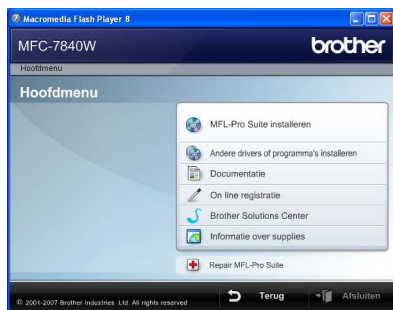 Macromedia Flash Player 8
MFC-7840W
brother
Hoofdmenu
Hoofdmenu
MFL-Pro Suite installeren
Andere drivers of programma's installeren
Documentatie
On line registratie
Brother Solutions Center
Informatie over supplies
Repair MFL-Pro Suite
© 2001-2007 Brother Industries Ltd. All rights reserved
Terug
Afsluiten